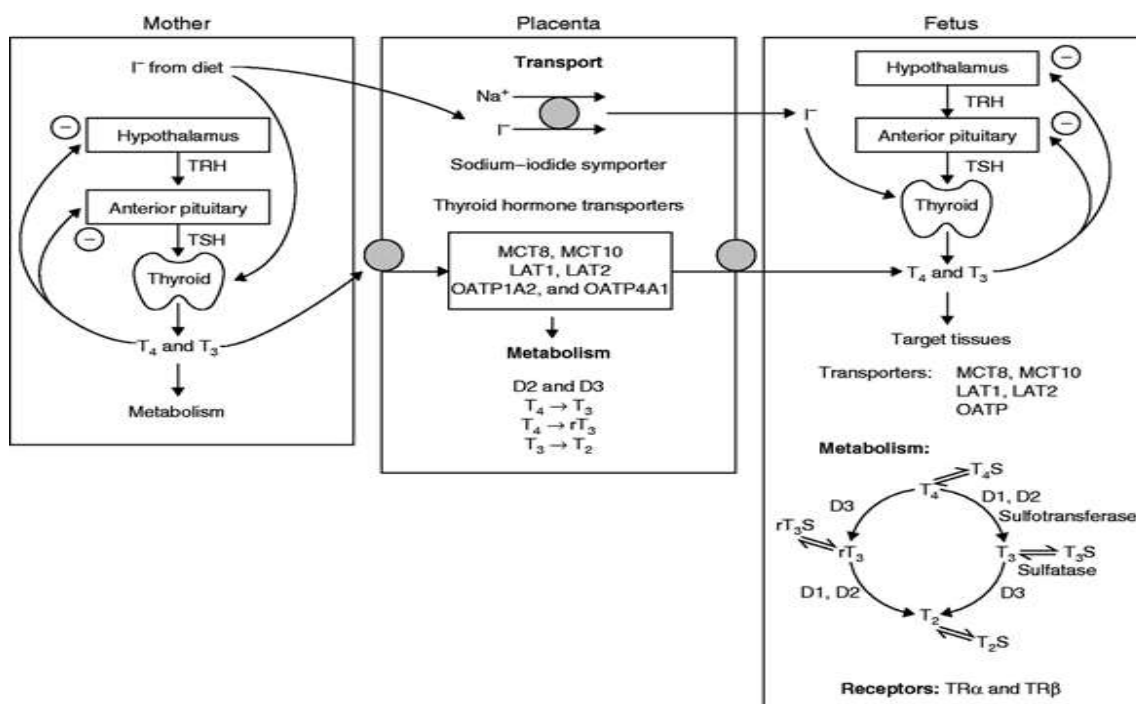 Mother
I⁻ from diet
−
Hypothalamus
TRH
Anterior pituitary
−
TSH
Thyroid
T₄ and T₃
Metabolism
Placenta
Transport
Na⁺
I⁻
Sodium–iodide symporter
Thyroid hormone transporters
MCT8, MCT10
LAT1, LAT2
OATP1A2, and OATP4A1
Metabolism
D2 and D3
T₄ → T₃
T₄ → rT₃
T₃ → T₂
Fetus
−
Hypothalamus
TRH
−
I⁻
Anterior pituitary
TSH
Thyroid
T₄ and T₃
Target tissues
Transporters: MCT8, MCT10
LAT1, LAT2
OATP
Metabolism:
T₄ ⇌ T₄S
D3
D1, D2
Sulfotransferase
rT₃S ⇌ rT₃
T₃ ⇌ T₃S
Sulfatase
D1, D2
D3
T₂ ⇌ T₂S
Receptors: TRα and TRβ